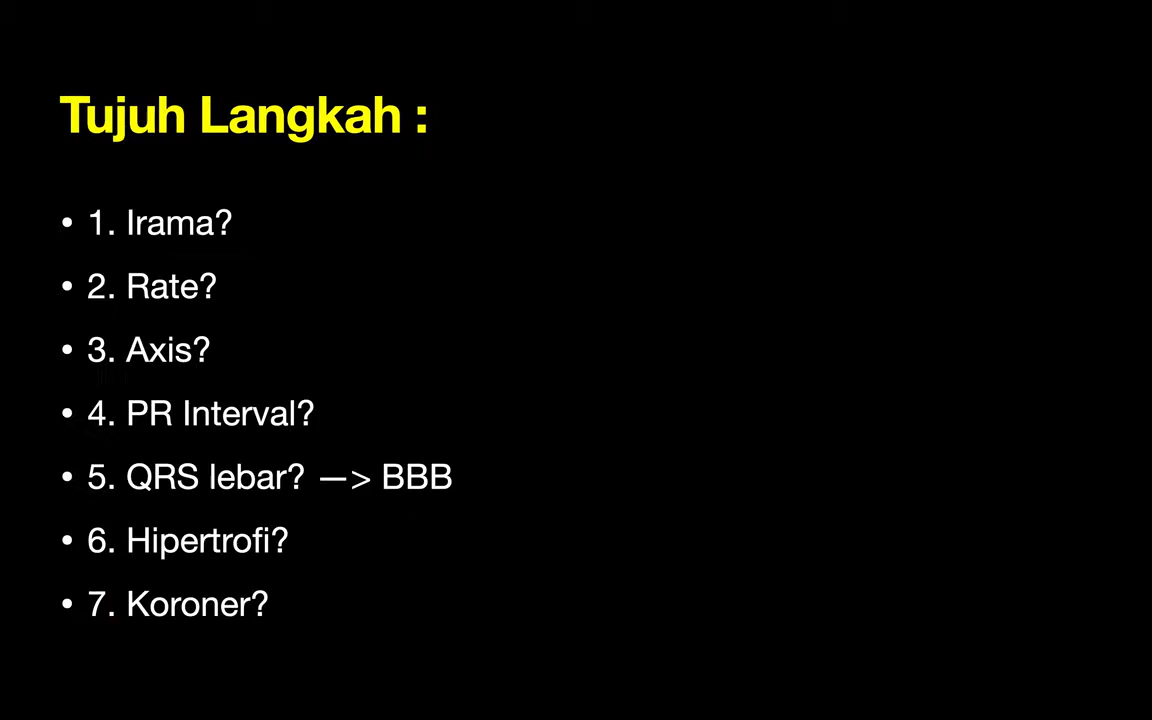 Tujuh Langkah :
• 1. Irama?
• 2. Rate?
• 3. Axis?
• 4. PR Interval?
• 5. QRS lebar? —> BBB
• 6. Hipertrofi?
• 7. Koroner?